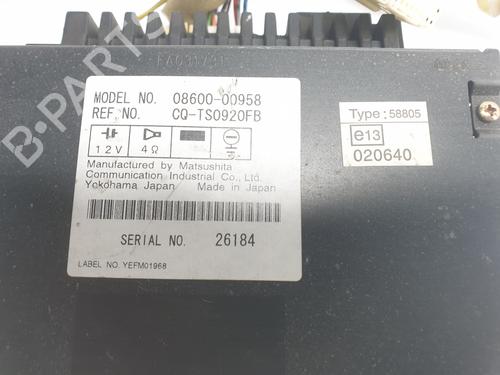 B-PARTS
MODEL NO. 08600-00958
REF. NO. CQ-TS0920FB
12V 4Ω
Manufactured by Matsushita
Communication Industrial Co., Ltd.
Yokohama Japan Made in Japan
SERIAL NO. 26184
LABEL NO. YEFM01968
Type: 58805
e13
020640